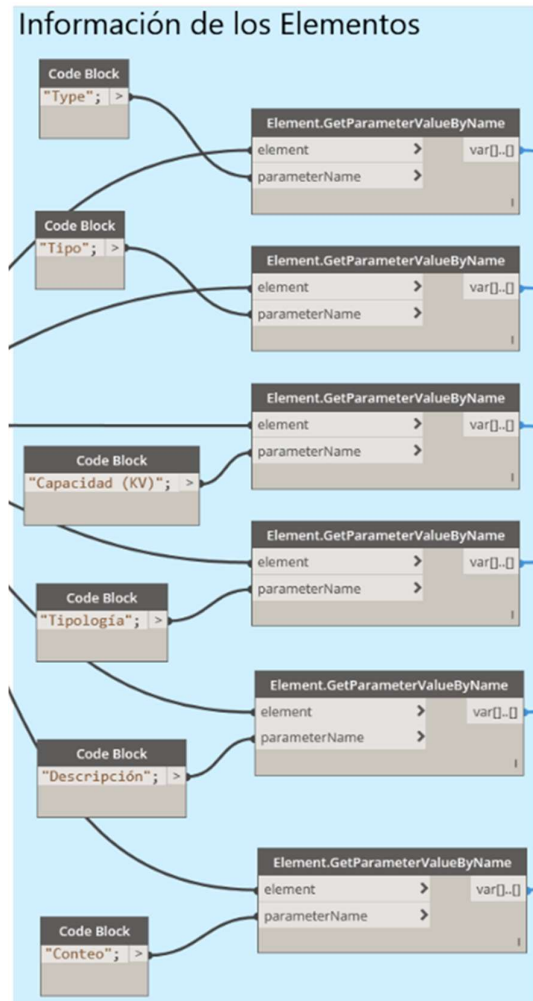 Información de los Elementos
Code Block
"Type"; >
Element.GetParameterValueByName
element > var[]..[]
parameterName >
l
Code Block
"Tipo"; >
Element.GetParameterValueByName
element > var[]..[]
parameterName >
l
Element.GetParameterValueByName
element > var[]..[]
parameterName >
l
Code Block
"Capacidad (KV)"; >
Element.GetParameterValueByName
element > var[]..[]
parameterName >
l
Code Block
"Tipología"; >
Element.GetParameterValueByName
element > var[]..[]
parameterName >
l
Code Block
"Descripción"; >
Element.GetParameterValueByName
element > var[]..[]
parameterName >
l
Code Block
"Conteo"; >